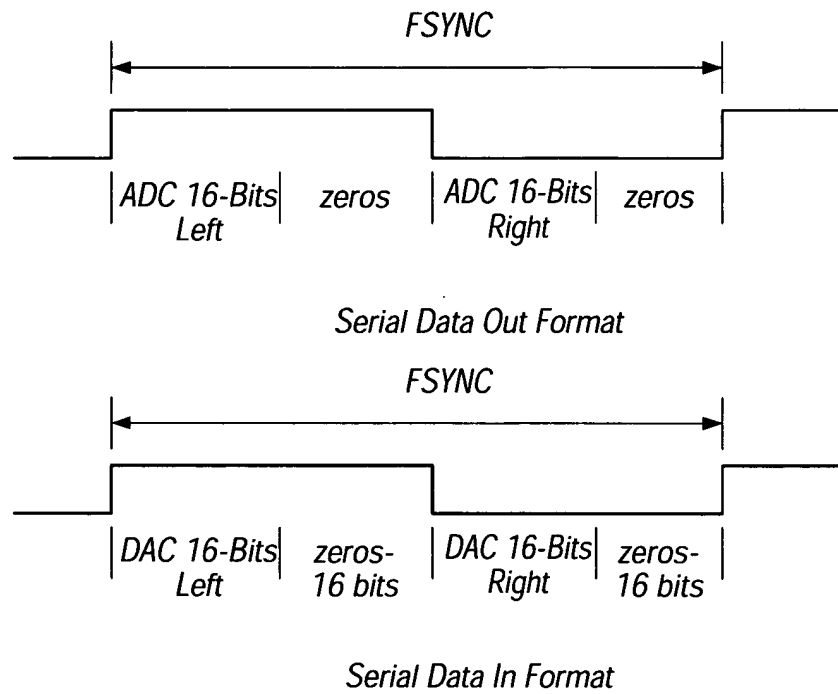 FSYNC
ADC 16-Bits zeros ADC 16-Bits zeros
Left Right
Serial Data Out Format
FSYNC
DAC 16-Bits zeros- DAC 16-Bits zeros-
Left 16 bits Right 16 bits
Serial Data In Format